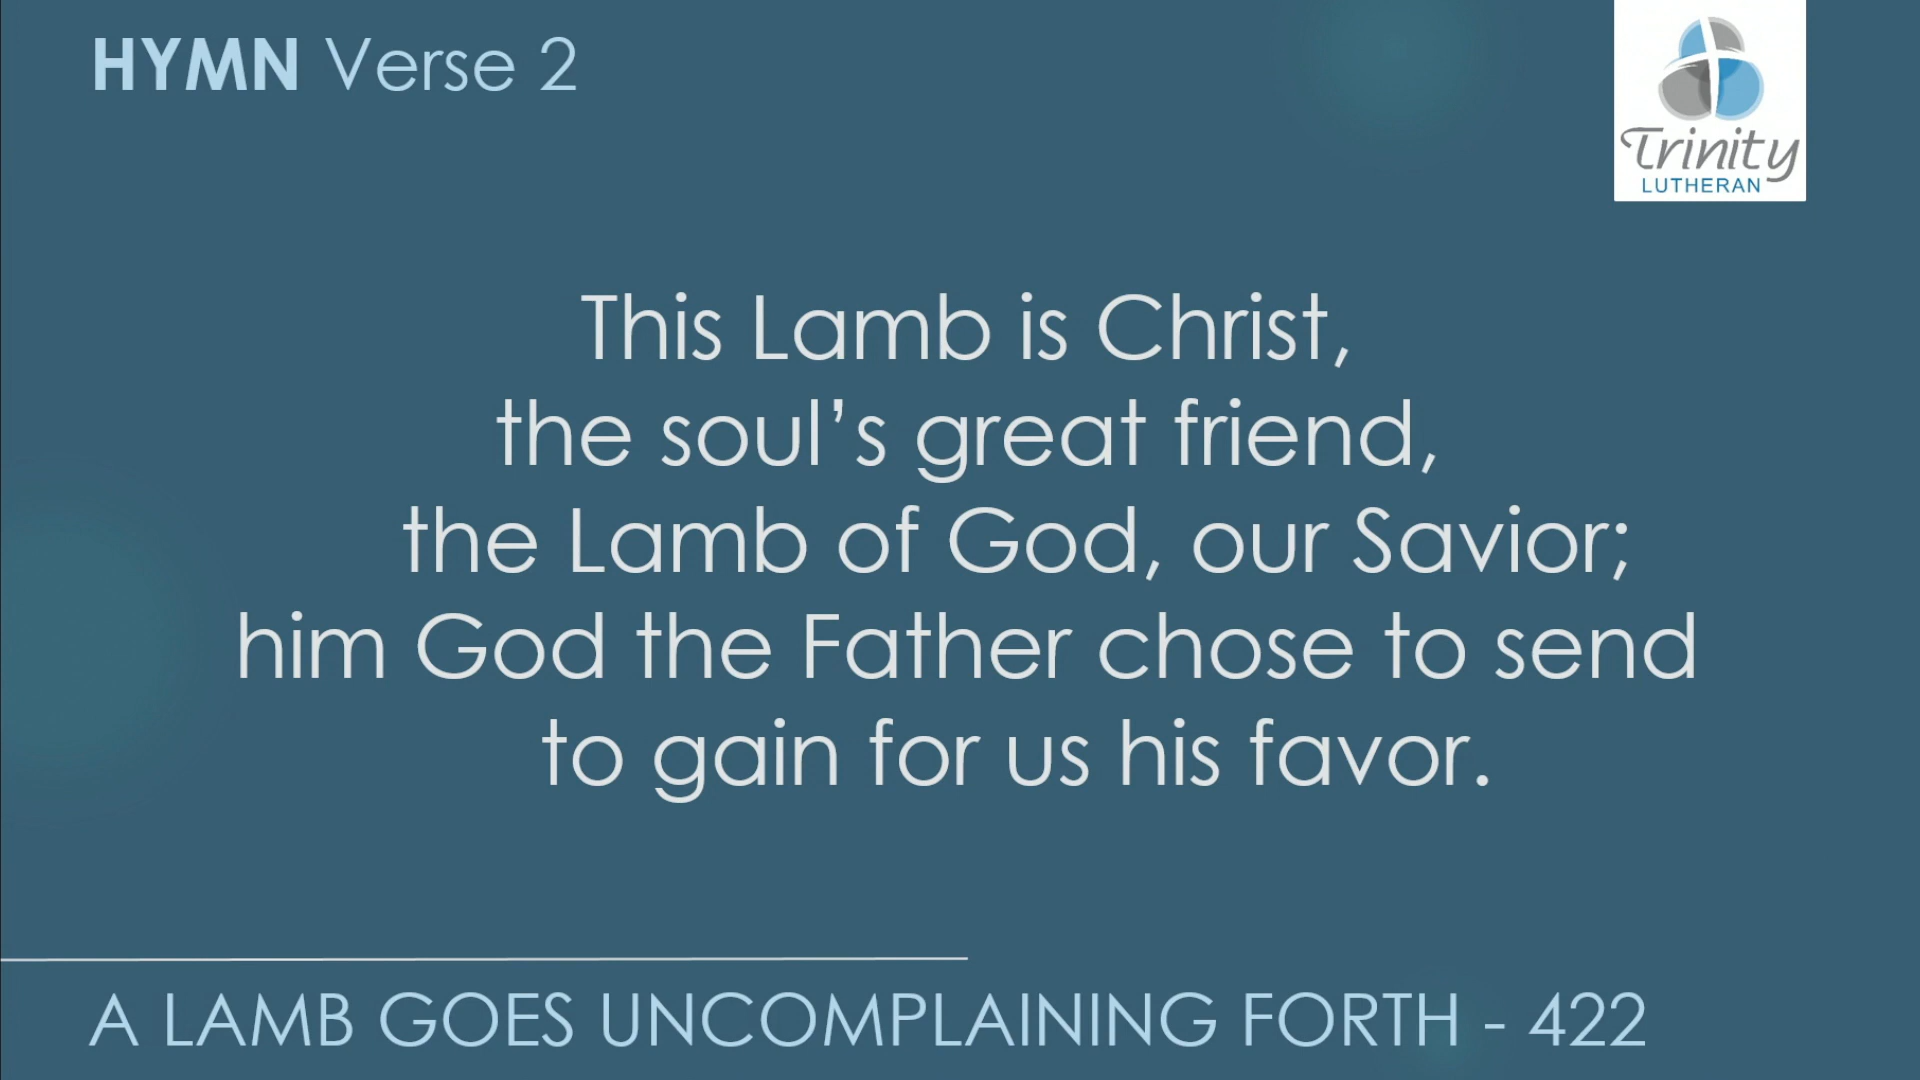 HYMN Verse 2
Trinity
LUTHERAN
This Lamb is Christ,
the soul’s great friend,
the Lamb of God, our Savior;
him God the Father chose to send
to gain for us his favor.
A LAMB GOES UNCOMPLAINING FORTH - 422